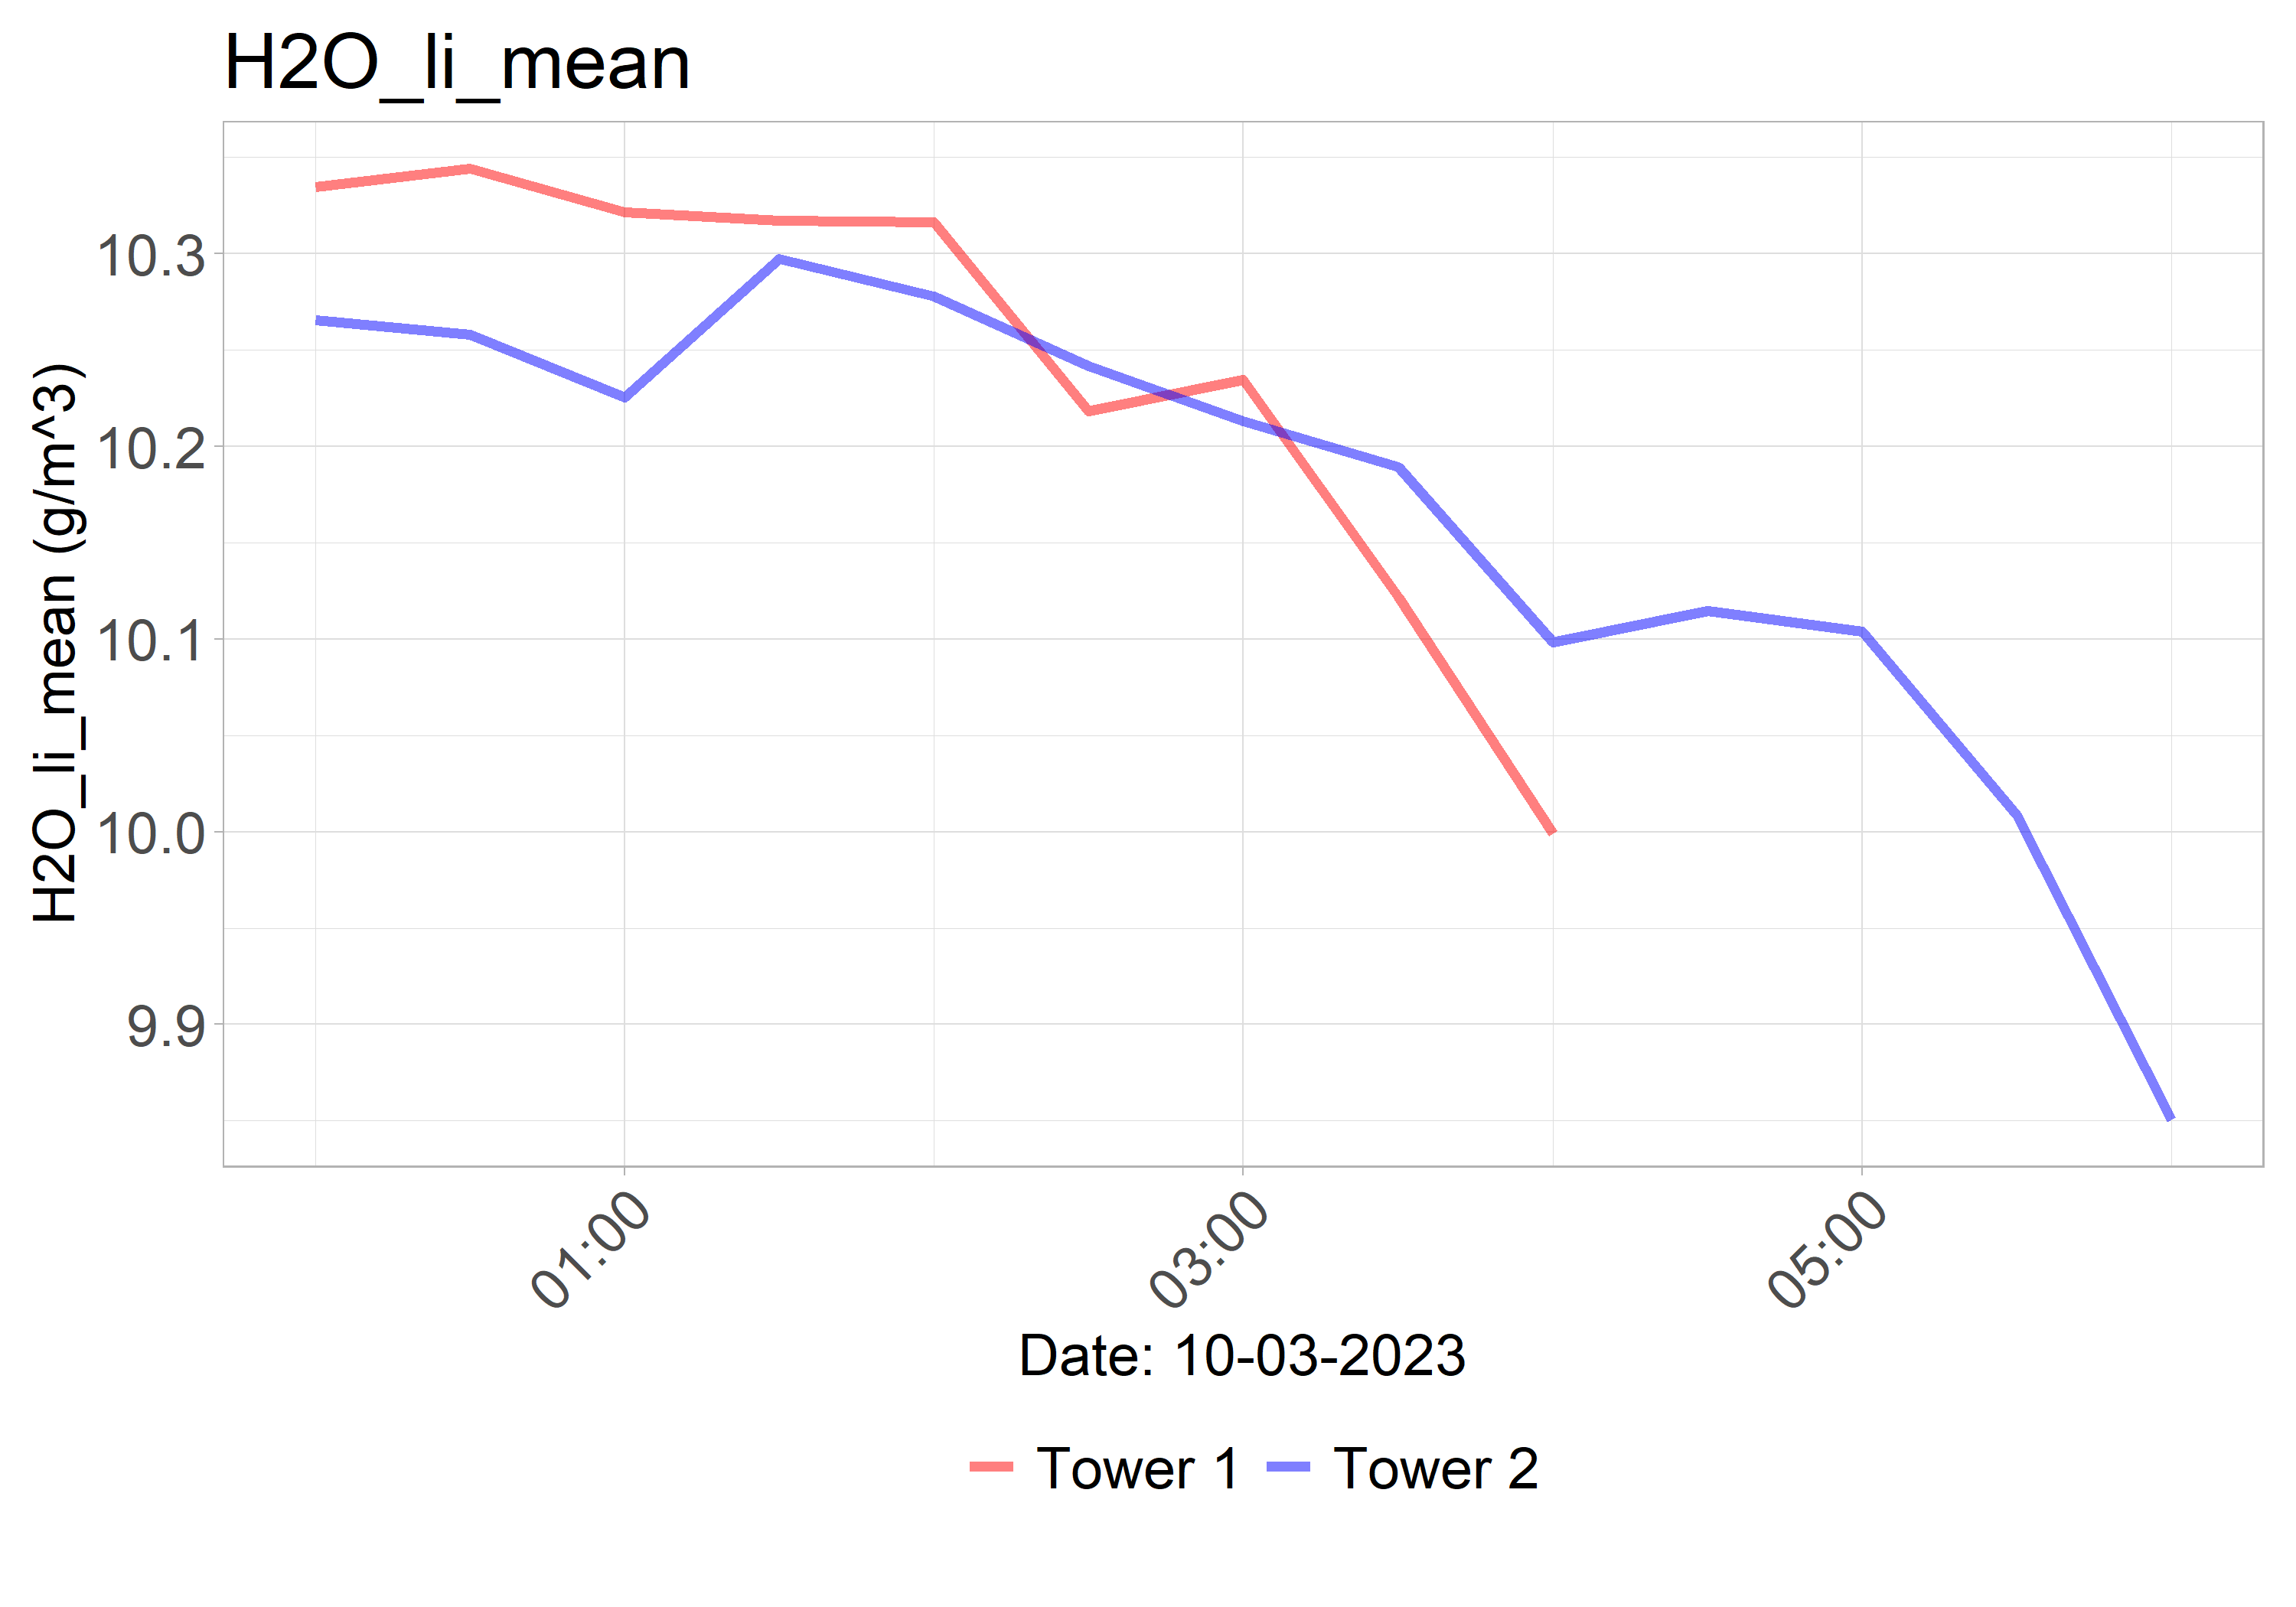 H2O_li_mean
H2O_li_mean (g/m^3)
10.3
10.2
10.1
10.0
9.9
01:00
03:00
05:00
Date: 10-03-2023
Tower 1
Tower 2